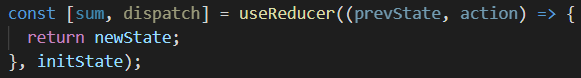 const [sum, dispatch] = useReducer((prevState, action) => {
  return newState;
}, initState);